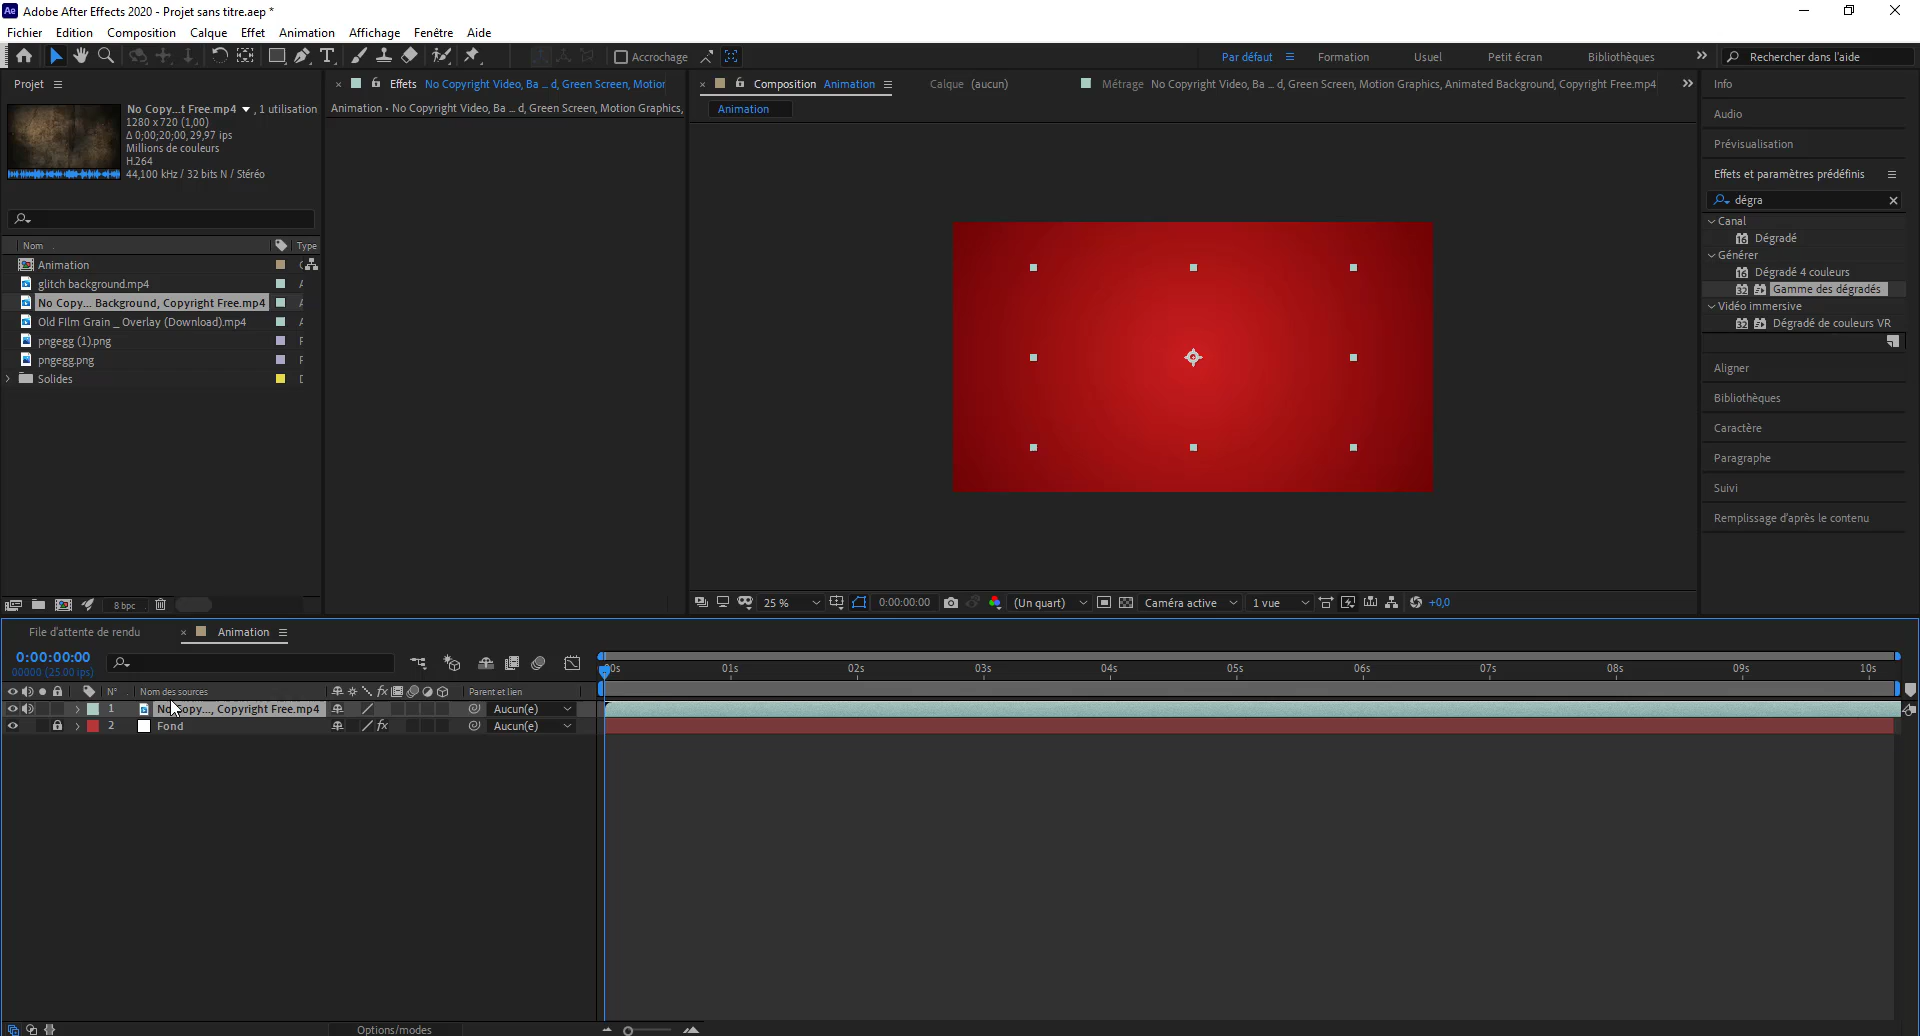 Ae Adobe After Effects 2020 - Projet sans titre.aep *
Fichier Edition Composition Calque Effet Animation Affichage Fenêtre Aide
Accrochage
Par défaut Formation Usuel Petit écran Bibliothèques
Rechercher dans l'aide
Projet
No Copy...t Free.mp4 , 1 utilisation
1280 x 720 (1,00)
Δ 0;00;20;00, 29,97 ips
Millions de couleurs
H.264
44,100 kHz / 32 bits N / Stéréo
Nom Type
Animation
glitch background.mp4
No Copy... Background, Copyright Free.mp4
Old FIlm Grain _ Overlay (Download).mp4
pngegg (1).png
pngegg.png
Solides
8 bpc
Effets No Copyright Video, Ba ... d, Green Screen, Motion
Animation • No Copyright Video, Ba ... d, Green Screen, Motion Graphics,
Composition Animation
Calque (aucun)
Métrage No Copyright Video, Ba ... d, Green Screen, Motion Graphics, Animated Background, Copyright Free.mp4
Animation
25 % 0:00:00:00 (Un quart) Caméra active 1 vue +0,0
Info
Audio
Prévisualisation
Effets et paramètres prédéfinis
dégra
Canal
Dégradé
Générer
Dégradé 4 couleurs
Gamme des dégradés
Vidéo immersive
Dégradé de couleurs VR
Aligner
Bibliothèques
Caractère
Paragraphe
Suivi
Remplissage d'après le contenu
File d'attente de rendu Animation
0:00:00:00
00000 (25.00 ips)
N° Nom des sources Parent et lien
1 No Copy..., Copyright Free.mp4 Aucun(e)
2 Fond Aucun(e)
00s 01s 02s 03s 04s 05s 06s 07s 08s 09s 10s
Options/modes